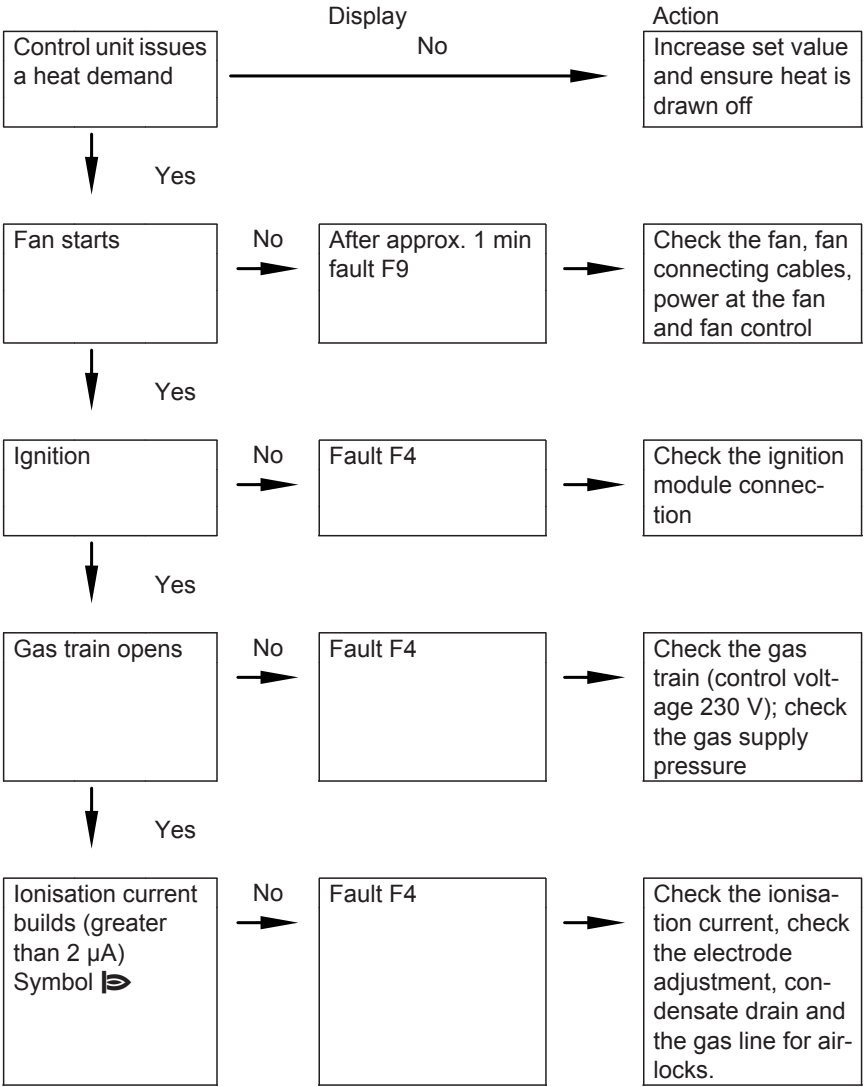 Display
Action
Control unit issues
a heat demand
No
Increase set value
and ensure heat is
drawn off
Yes
Fan starts
No
After approx. 1 min
fault F9
Check the fan, fan
connecting cables,
power at the fan
and fan control
Yes
Ignition
No
Fault F4
Check the ignition
module connec-
tion
Yes
Gas train opens
No
Fault F4
Check the gas
train (control volt-
age 230 V); check
the gas supply
pressure
Yes
Ionisation current
builds (greater
than 2 μA)
Symbol
No
Fault F4
Check the ionisa-
tion current, check
the electrode
adjustment, con-
densate drain and
the gas line for air-
locks.